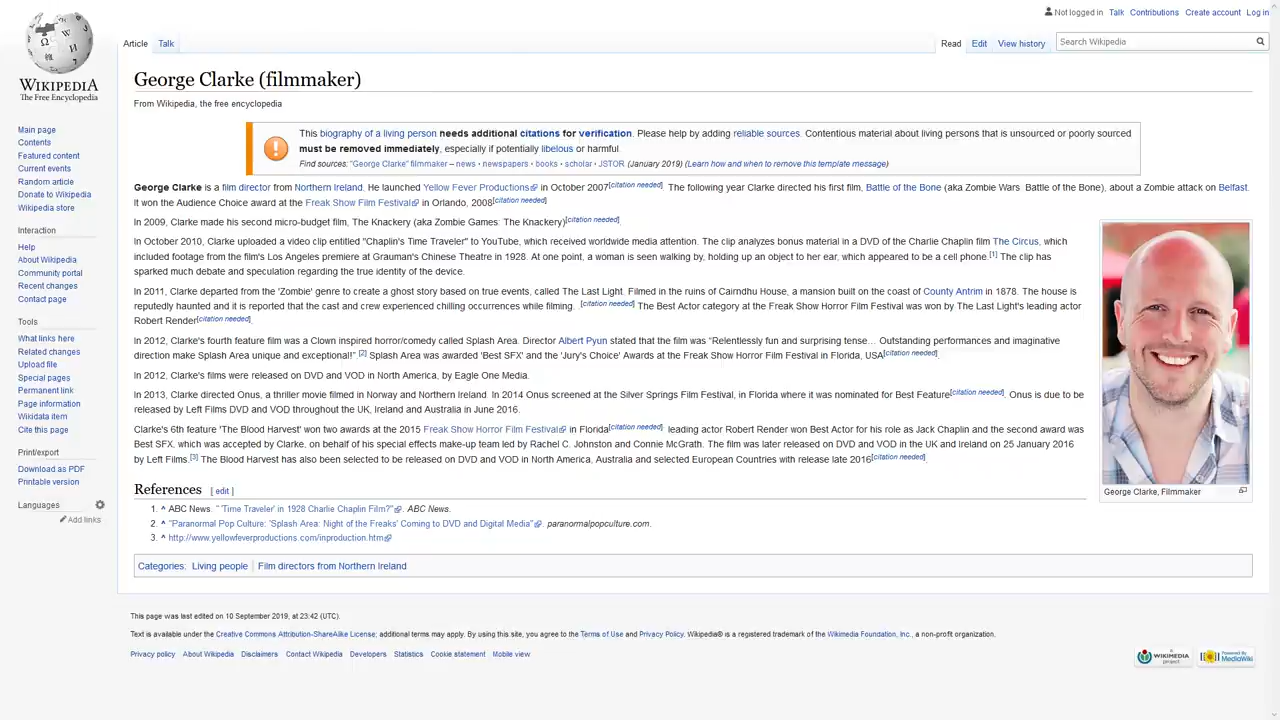 Not logged in Talk Contributions Create account Log in
Article Talk Read Edit View history Search Wikipedia
WIKIPEDIA
The Free Encyclopedia
Main page
Contents
Featured content
Current events
Random article
Donate to Wikipedia
Wikipedia store
Interaction
Help
About Wikipedia
Community portal
Recent changes
Contact page
Tools
What links here
Related changes
Upload file
Special pages
Permanent link
Page information
Wikidata item
Cite this page
Print/export
Download as PDF
Printable version
Languages
Add links
George Clarke (filmmaker)
From Wikipedia, the free encyclopedia
This biography of a living person needs additional citations for verification. Please help by adding reliable sources. Contentious material about living persons that is unsourced or poorly sourced
must be removed immediately, especially if potentially libelous or harmful.
Find sources: "George Clarke" filmmaker – news · newspapers · books · scholar · JSTOR (January 2019) (Learn how and when to remove this template message)
George Clarke is a film director from Northern Ireland. He launched Yellow Fever Productions in October 2007[citation needed] The following year Clarke directed his first film, Battle of the Bone (aka Zombie Wars: Battle of the Bone), about a Zombie attack on Belfast.
It won the Audience Choice award at the Freak Show Film Festival in Orlando, 2008[citation needed]
In 2009, Clarke made his second micro-budget film, The Knackery (aka Zombie Games: The Knackery)[citation needed].
In October 2010, Clarke uploaded a video clip entitled "Chaplin's Time Traveler" to YouTube, which received worldwide media attention. The clip analyzes bonus material in a DVD of the Charlie Chaplin film The Circus, which
included footage from the film's Los Angeles premiere at Grauman's Chinese Theatre in 1928. At one point, a woman is seen walking by, holding up an object to her ear, which appeared to be a cell phone.[1] The clip has
sparked much debate and speculation regarding the true identity of the device.
In 2011, Clarke departed from the 'Zombie' genre to create a ghost story based on true events, called The Last Light. Filmed in the ruins of Cairndhu House, a mansion built on the coast of County Antrim in 1878. The house is
reputedly haunted and it is reported that the cast and crew experienced chilling occurrences while filming. [citation needed] The Best Actor category at the Freak Show Horror Film Festival was won by The Last Light's leading actor
Robert Render[citation needed].
In 2012, Clarke's fourth feature film was a Clown inspired horror/comedy called Splash Area. Director Albert Pyun stated that the film was "Relentlessly fun and surprising tense… Outstanding performances and imaginative
direction make Splash Area unique and exceptional!" [2] Splash Area was awarded 'Best SFX' and the 'Jury's Choice' Awards at the Freak Show Horror Film Festival in Florida, USA[citation needed].
In 2012, Clarke's films were released on DVD and VOD in North America, by Eagle One Media.
In 2013, Clarke directed Onus, a thriller movie filmed in Norway and Northern Ireland. In 2014 Onus screened at the Silver Springs Film Festival, in Florida where it was nominated for Best Feature[citation needed]. Onus is due to be
released by Left Films DVD and VOD throughout the UK, Ireland and Australia in June 2016.
Clarke's 6th feature 'The Blood Harvest' won two awards at the 2015 Freak Show Horror Film Festival in Florida[citation needed] leading actor Robert Render won Best Actor for his role as Jack Chaplin and the second award was
Best SFX, which was accepted by Clarke, on behalf of his special effects make-up team led by Rachel C. Johnston and Connie McGrath. The film was later released on DVD and VOD in the UK and Ireland on 25 January 2016
by Left Films.[3] The Blood Harvest has also been selected to be released on DVD and VOD in North America, Australia and selected European Countries with release late 2016[citation needed].
George Clarke, Filmmaker
References [ edit ]
1. ^ ABC News. "'Time Traveler' in 1928 Charlie Chaplin Film?". ABC News.
2. ^ "Paranormal Pop Culture: 'Splash Area: Night of the Freaks' Coming to DVD and Digital Media". paranormalpopculture.com.
3. ^ http://www.yellowfeverproductions.com/inproduction.htm
Categories: Living people Film directors from Northern Ireland
This page was last edited on 10 September 2019, at 23:42 (UTC).
Text is available under the Creative Commons Attribution-ShareAlike License; additional terms may apply. By using this site, you agree to the Terms of Use and Privacy Policy. Wikipedia® is a registered trademark of the Wikimedia Foundation, Inc., a non-profit organization.
Privacy policy About Wikipedia Disclaimers Contact Wikipedia Developers Statistics Cookie statement Mobile view
A WIKIMEDIA project Powered By MediaWiki